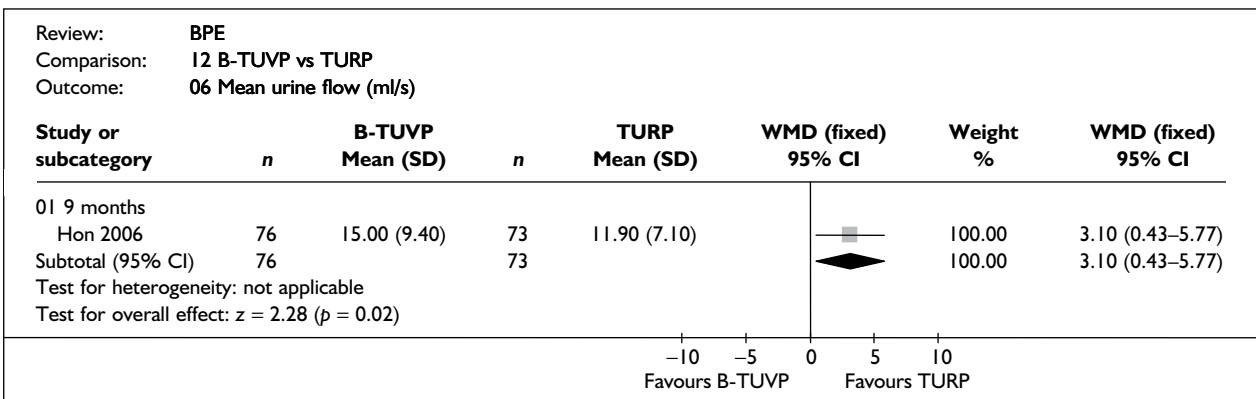 Review: BPE
Comparison: 12 B-TUVP vs TURP
Outcome: 06 Mean urine flow (ml/s)
Study or B-TUVP TURP WMD (fixed) Weight WMD (fixed)
subcategory n Mean (SD) n Mean (SD) 95% CI % 95% CI
01 9 months
Hon 2006 76 15.00 (9.40) 73 11.90 (7.10) 100.00 3.10 (0.43–5.77)
Subtotal (95% CI) 76 73 100.00 3.10 (0.43–5.77)
Test for heterogeneity: not applicable
Test for overall effect: z = 2.28 (p = 0.02)
−10 −5 0 5 10
Favours B-TUVP Favours TURP